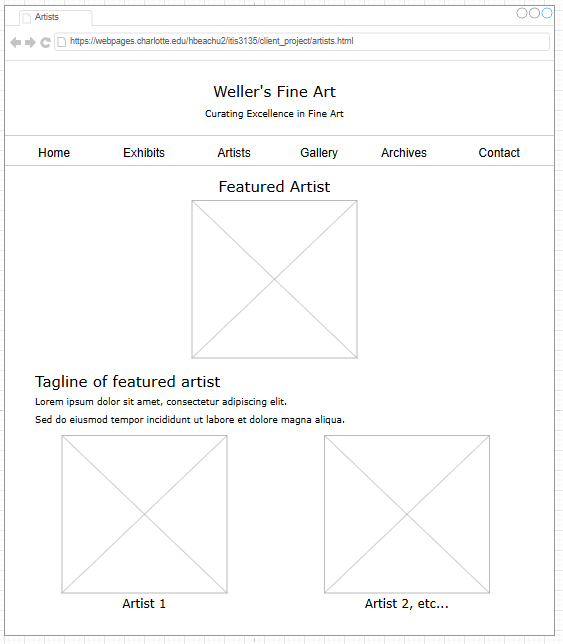 Artists
https://webpages.charlotte.edu/hbeachu2/itis3135/client_project/artists.html
Weller's Fine Art
Curating Excellence in Fine Art
Home Exhibits Artists Gallery Archives Contact
Featured Artist
Tagline of featured artist
Lorem ipsum dolor sit amet, consectetur adipiscing elit.
Sed do eiusmod tempor incididunt ut labore et dolore magna aliqua.
Artist 1 Artist 2, etc...